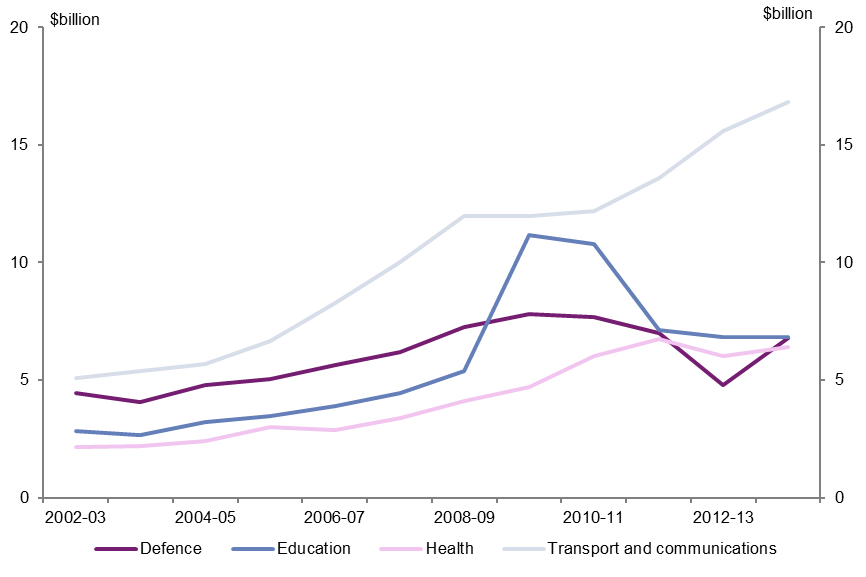 $billion $billion
20 20
15 15
10 10
5 5
0 0
2002-03 2004-05 2006-07 2008-09 2010-11 2012-13
Defence Education Health Transport and communications